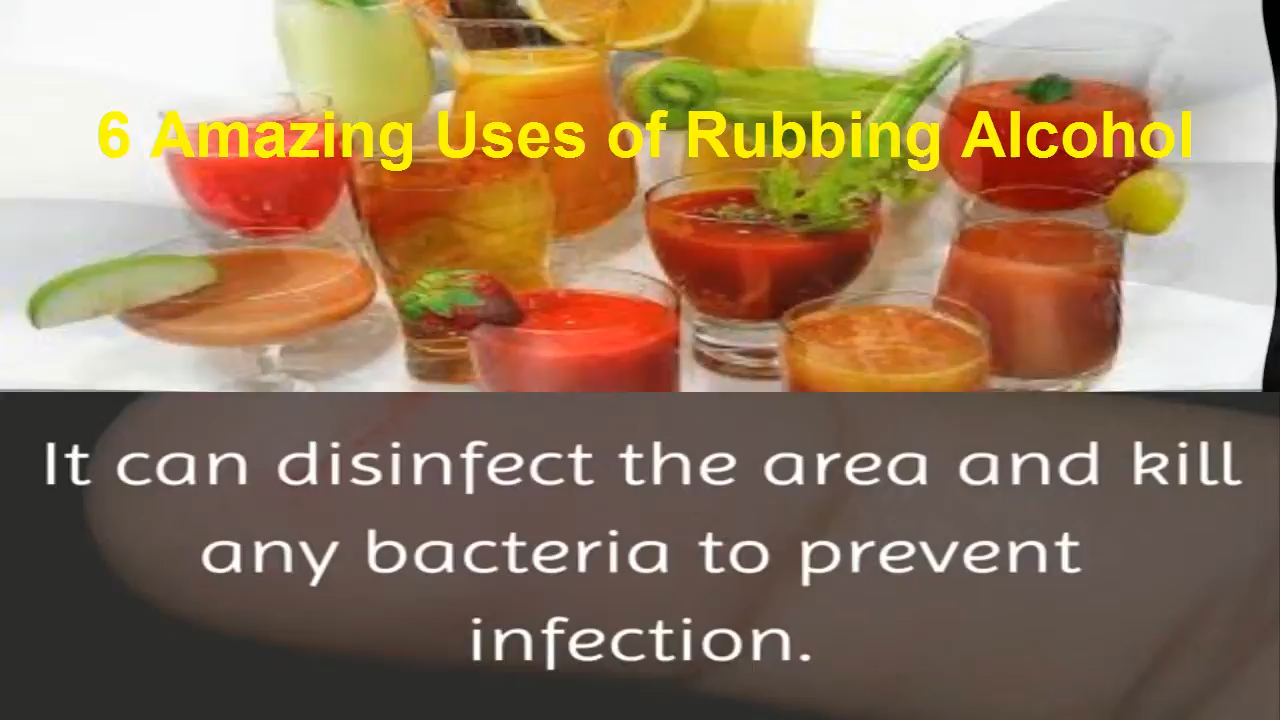 6 Amazing Uses of Rubbing Alcohol
It can disinfect the area and kill
any bacteria to prevent
infection.